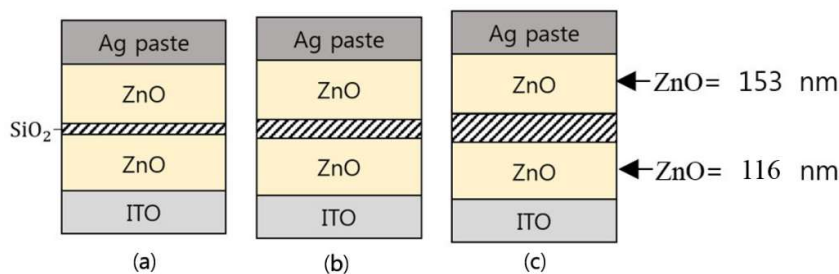 Ag paste
ZnO
SiO₂
ZnO
ITO
(a)
Ag paste
ZnO
ZnO
ITO
(b)
Ag paste
ZnO
ZnO= 153 nm
ZnO
ZnO= 116 nm
ITO
(c)